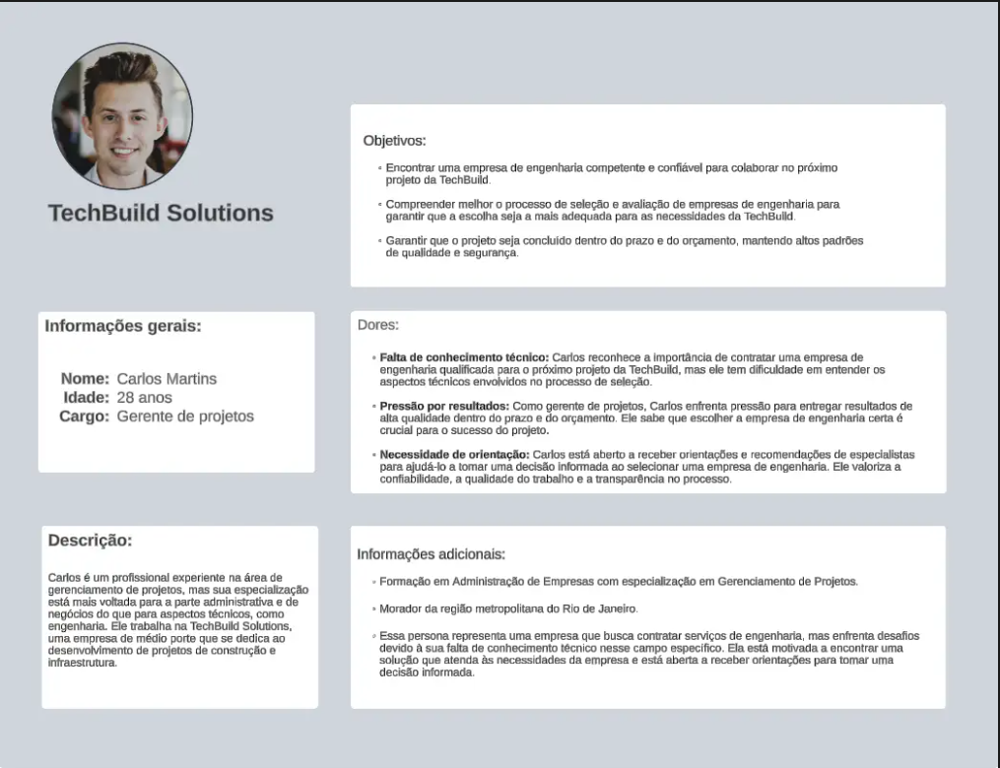 TechBuild Solutions
Objetivos:
◦ Encontrar uma empresa de engenharia competente e confiável para colaborar no próximo
projeto da TechBuild.
◦ Compreender melhor o processo de seleção e avaliação de empresas de engenharia para
garantir que a escolha seja a mais adequada para as necessidades da TechBuild.
◦ Garantir que o projeto seja concluído dentro do prazo e do orçamento, mantendo altos padrões
de qualidade e segurança.
Informações gerais:
Nome: Carlos Martins
Idade: 28 anos
Cargo: Gerente de projetos
Dores:
◦ Falta de conhecimento técnico: Carlos reconhece a importância de contratar uma empresa de
engenharia qualificada para o próximo projeto da TechBuild, mas ele tem dificuldade em entender os
aspectos técnicos envolvidos no processo de seleção.
◦ Pressão por resultados: Como gerente de projetos, Carlos enfrenta pressão para entregar resultados de
alta qualidade dentro do prazo e do orçamento. Ele sabe que escolher a empresa de engenharia certa é
crucial para o sucesso do projeto.
◦ Necessidade de orientação: Carlos está aberto a receber orientações e recomendações de especialistas
para ajudá-lo a tomar uma decisão informada ao selecionar uma empresa de engenharia. Ele valoriza a
confiabilidade, a qualidade do trabalho e a transparência no processo.
Descrição:
Carlos é um profissional experiente na área de
gerenciamento de projetos, mas sua especialização
está mais voltada para a parte administrativa e de
negócios do que para aspectos técnicos, como
engenharia. Ele trabalha na TechBuild Solutions,
uma empresa de médio porte que se dedica ao
desenvolvimento de projetos de construção e
infraestrutura.
Informações adicionais:
◦ Formação em Administração de Empresas com especialização em Gerenciamento de Projetos.
◦ Morador da região metropolitana do Rio de Janeiro.
◦ Essa persona representa uma empresa que busca contratar serviços de engenharia, mas enfrenta desafios
devido à sua falta de conhecimento técnico nesse campo específico. Ela está motivada a encontrar uma
solução que atenda às necessidades da empresa e está aberta a receber orientações para tomar uma
decisão informada.